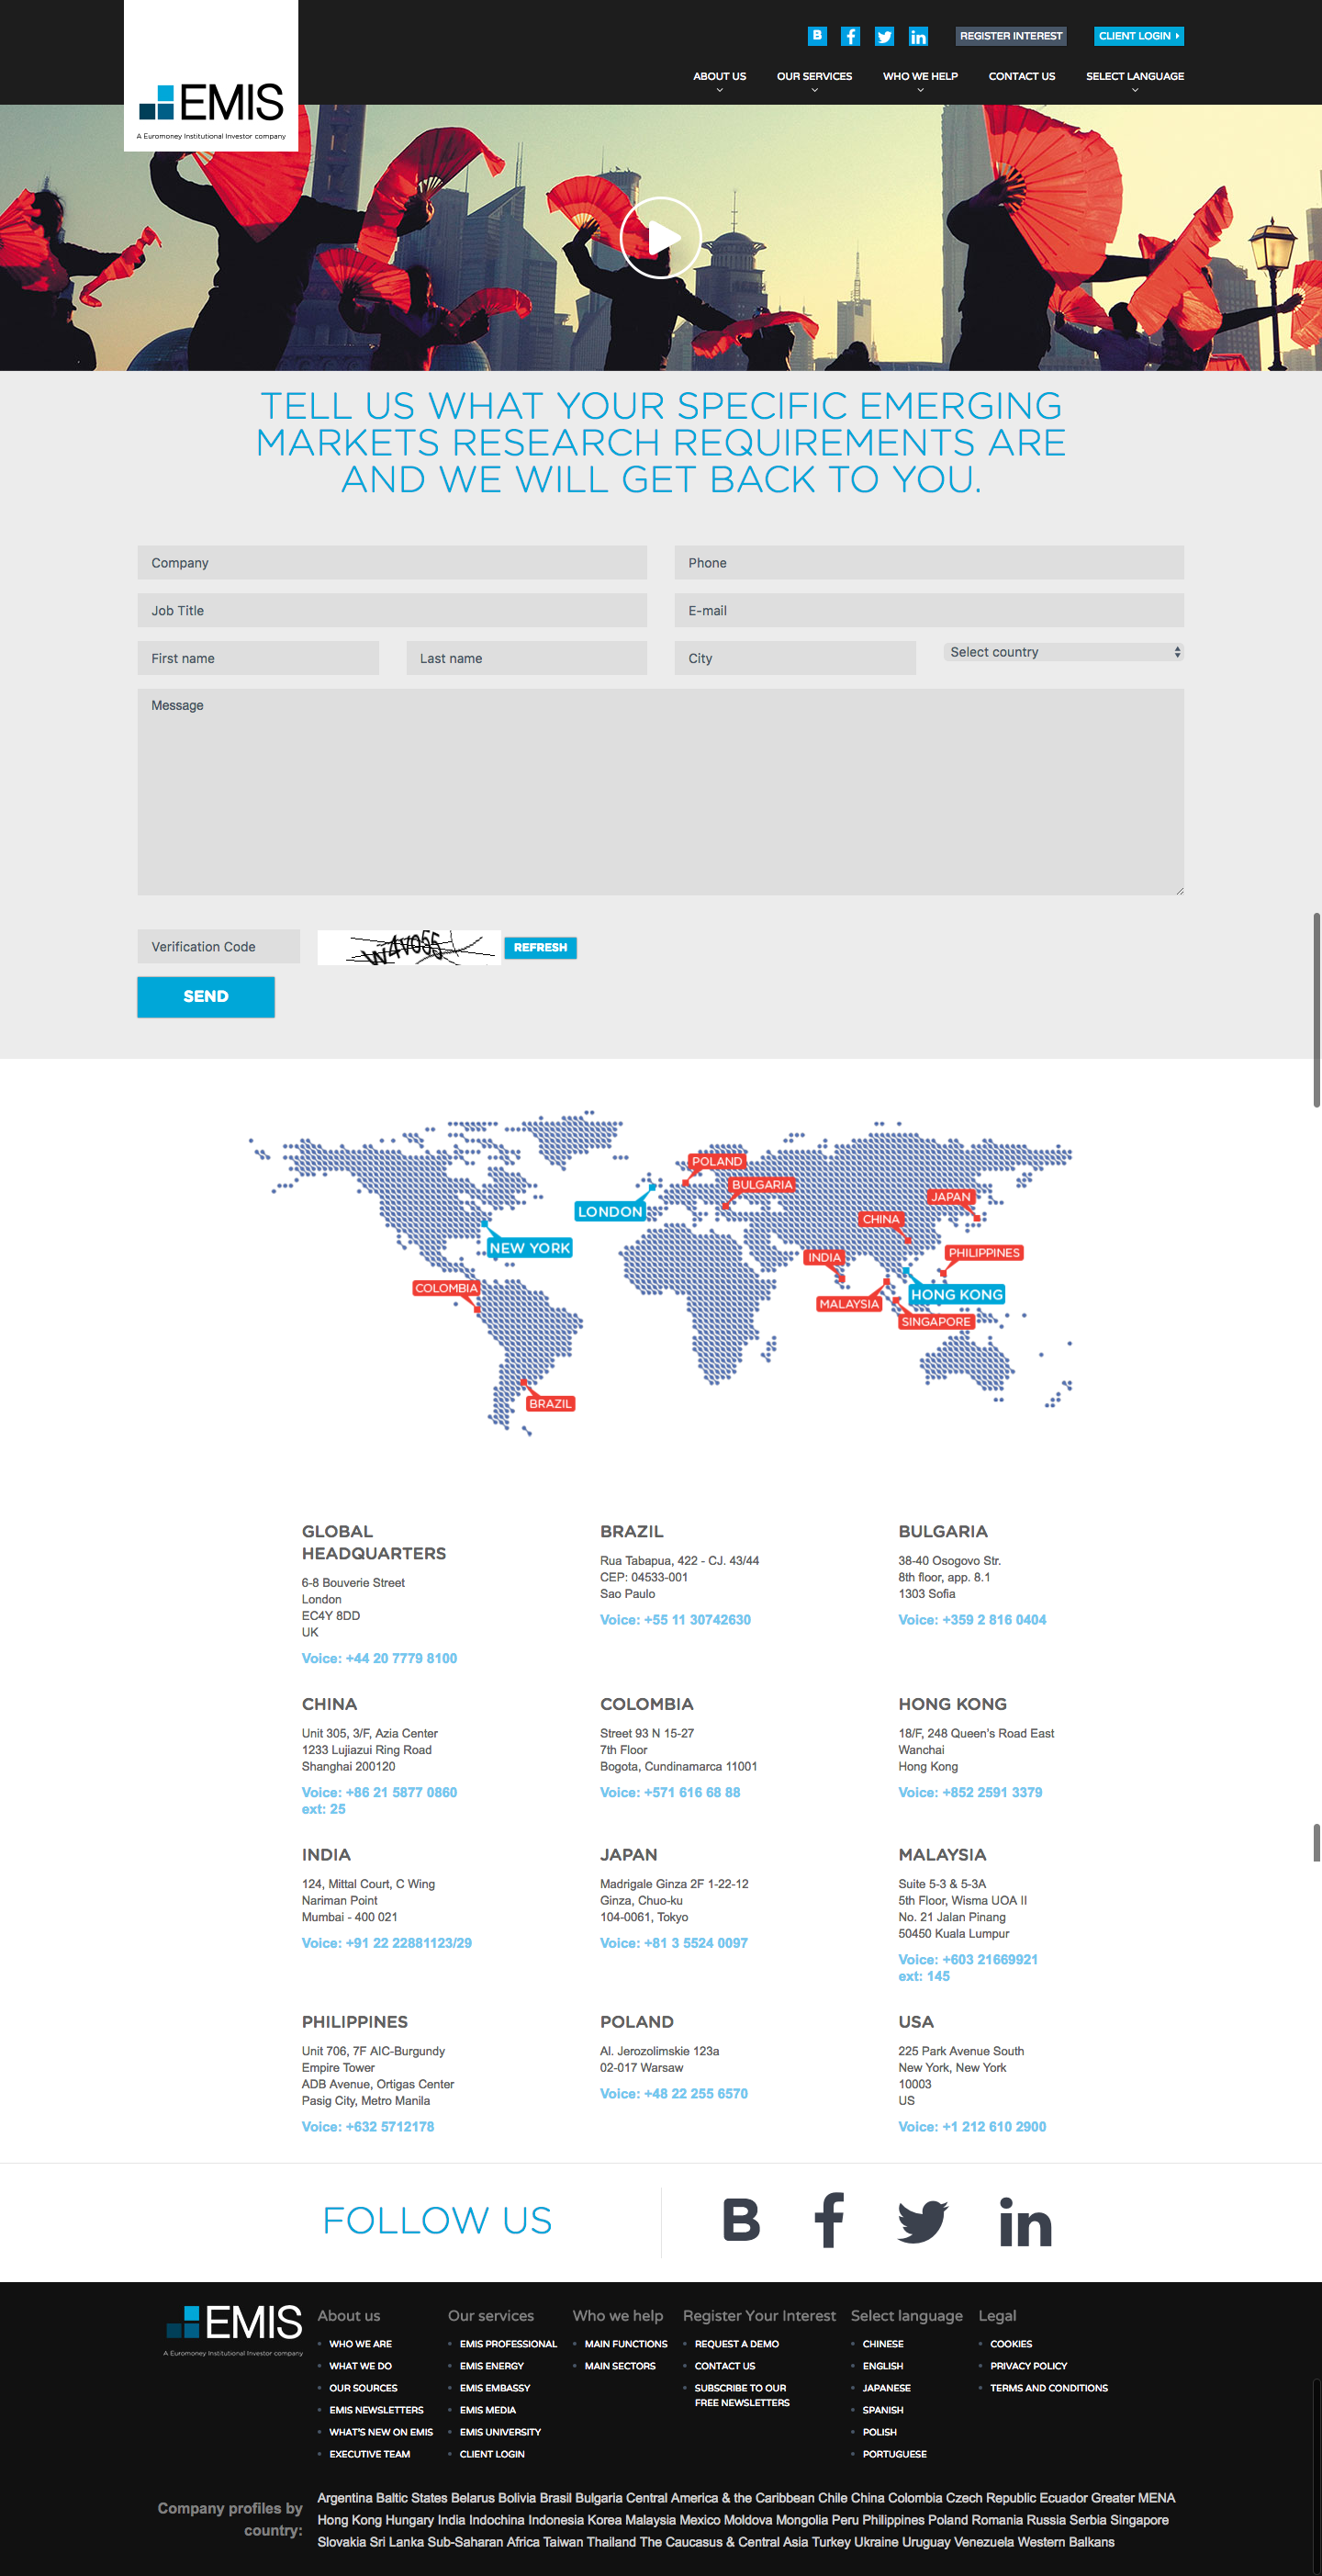 B
REGISTER INTEREST
CLIENT LOGIN
ABOUT US
OUR SERVICES
WHO WE HELP
CONTACT US
SELECT LANGUAGE
EMIS
A Euromoney Institutional Investor company
TELL US WHAT YOUR SPECIFIC EMERGING
MARKETS RESEARCH REQUIREMENTS ARE
AND WE WILL GET BACK TO YOU.
Company
Phone
Job Title
E-mail
First name
Last name
City
Select country
Message
Verification Code
W4V055
REFRESH
SEND
POLAND
BULGARIA
LONDON
JAPAN
CHINA
NEW YORK
INDIA
PHILIPPINES
COLOMBIA
HONG KONG
MALAYSIA
SINGAPORE
BRAZIL
GLOBAL
HEADQUARTERS
6-8 Bouverie Street
London
EC4Y 8DD
UK
Voice: +44 20 7779 8100
BRAZIL
Rua Tabapua, 422 - CJ. 43/44
CEP: 04533-001
Sao Paulo
Voice: +55 11 30742630
BULGARIA
38-40 Osogovo Str.
8th floor, app. 8.1
1303 Sofia
Voice: +359 2 816 0404
CHINA
Unit 305, 3/F, Azia Center
1233 Lujiazui Ring Road
Shanghai 200120
Voice: +86 21 5877 0860
ext: 25
COLOMBIA
Street 93 N 15-27
7th Floor
Bogota, Cundinamarca 11001
Voice: +571 616 68 88
HONG KONG
18/F, 248 Queen's Road East
Wanchai
Hong Kong
Voice: +852 2591 3379
INDIA
124, Mittal Court, C Wing
Nariman Point
Mumbai - 400 021
Voice: +91 22 22881123/29
JAPAN
Madrigale Ginza 2F 1-22-12
Ginza, Chuo-ku
104-0061, Tokyo
Voice: +81 3 5524 0097
MALAYSIA
Suite 5-3 & 5-3A
5th Floor, Wisma UOA II
No. 21 Jalan Pinang
50450 Kuala Lumpur
Voice: +603 21669921
ext: 145
PHILIPPINES
Unit 706, 7F AIC-Burgundy
Empire Tower
ADB Avenue, Ortigas Center
Pasig City, Metro Manila
Voice: +632 5712178
POLAND
Al. Jerozolimskie 123a
02-017 Warsaw
Voice: +48 22 255 6570
USA
225 Park Avenue South
New York, New York
10003
US
Voice: +1 212 610 2900
FOLLOW US
B f in
EMIS
A Euromoney Institutional Investor company
About us
WHO WE ARE
WHAT WE DO
OUR SOURCES
EMIS NEWSLETTERS
WHAT'S NEW ON EMIS
EXECUTIVE TEAM
Our services
EMIS PROFESSIONAL
EMIS ENERGY
EMIS EMBASSY
EMIS MEDIA
EMIS UNIVERSITY
CLIENT LOGIN
Who we help
MAIN FUNCTIONS
MAIN SECTORS
Register Your Interest
REQUEST A DEMO
CONTACT US
SUBSCRIBE TO OUR
FREE NEWSLETTERS
Select language
CHINESE
ENGLISH
JAPANESE
SPANISH
POLISH
PORTUGUESE
Legal
COOKIES
PRIVACY POLICY
TERMS AND CONDITIONS
Company profiles by
country:
Argentina Baltic States Belarus Bolivia Brasil Bulgaria Central America & the Caribbean Chile China Colombia Czech Republic Ecuador Greater MENA
Hong Kong Hungary India Indochina Indonesia Korea Malaysia Mexico Moldova Mongolia Peru Philippines Poland Romania Russia Serbia Singapore
Slovakia Sri Lanka Sub-Saharan Africa Taiwan Thailand The Caucasus & Central Asia Turkey Ukraine Uruguay Venezuela Western Balkans